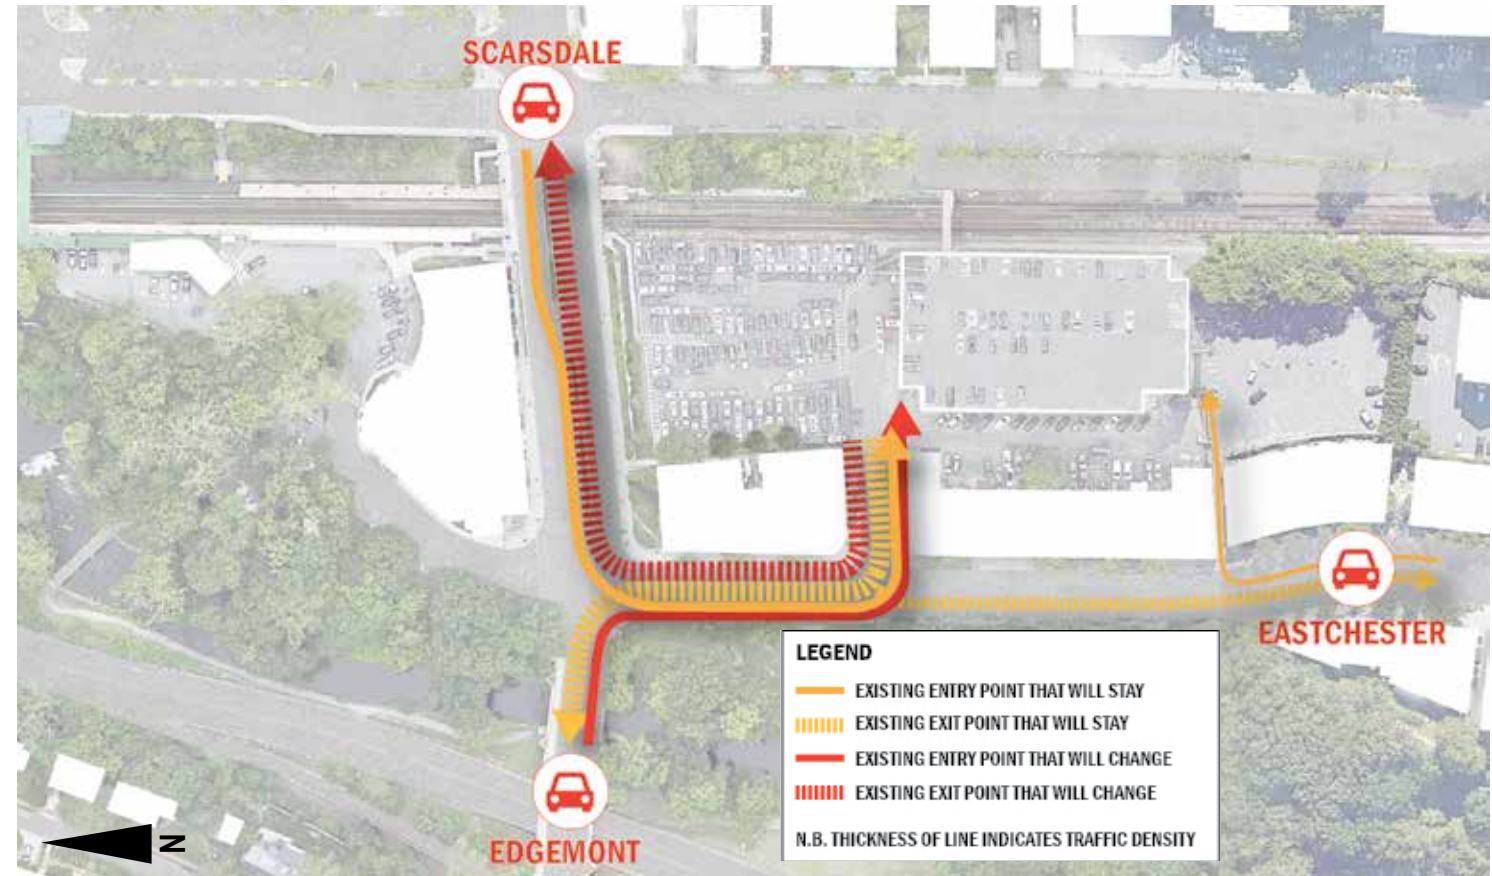 SCARSDALE
EASTCHESTER
LEGEND
EXISTING ENTRY POINT THAT WILL STAY
EXISTING EXIT POINT THAT WILL STAY
EXISTING ENTRY POINT THAT WILL CHANGE
EXISTING EXIT POINT THAT WILL CHANGE
N.B. THICKNESS OF LINE INDICATES TRAFFIC DENSITY
EDGEMONT
N